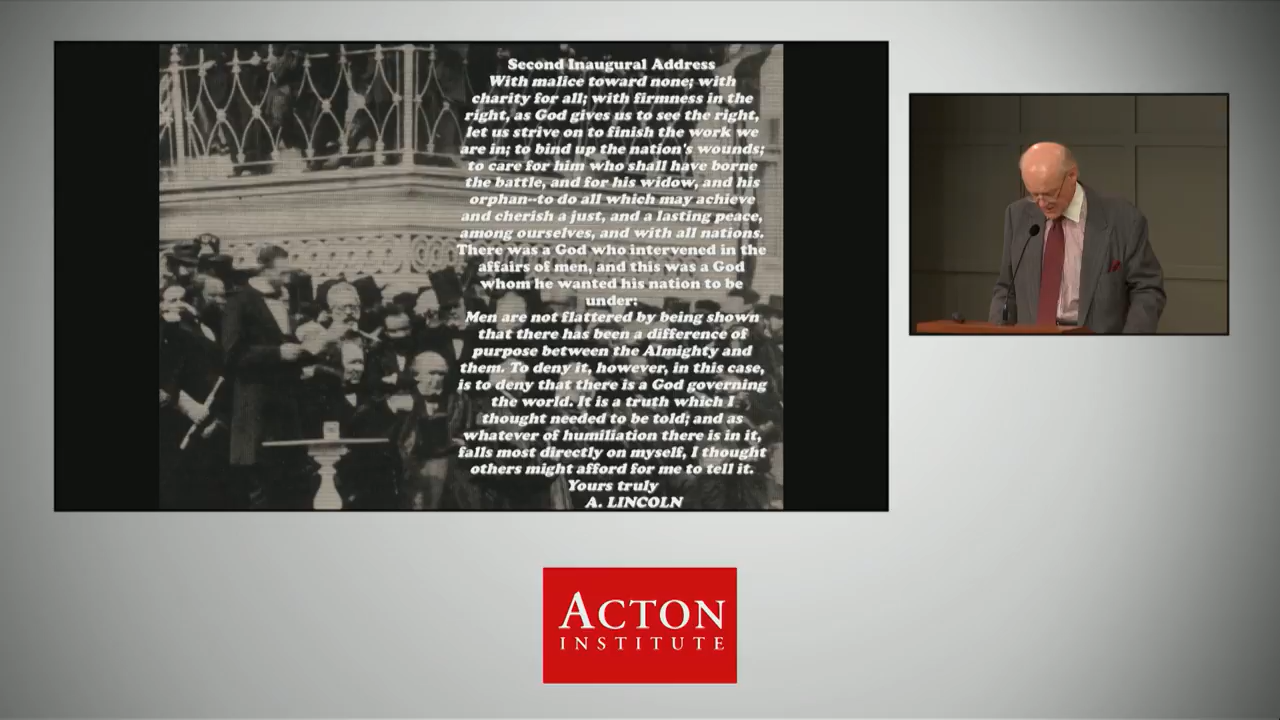 Second Inaugural Address
With malice toward none; with
charity for all; with firmness in the
right, as God gives us to see the right,
let us strive on to finish the work we
are in; to bind up the nation's wounds;
to care for him who shall have borne
the battle, and for his widow, and his
orphan--to do all which may achieve
and cherish a just, and a lasting peace,
among ourselves, and with all nations.
There was a God who intervened in the
affairs of men, and this was a God
whom he wanted his nation to be
under:
Men are not flattered by being shown
that there has been a difference of
purpose between the Almighty and
them. To deny it, however, in this case,
is to deny that there is a God governing
the world. It is a truth which I
thought needed to be told; and as
whatever of humiliation there is in it,
falls most directly on myself, I thought
others might afford for me to tell it.
Yours truly
A. LINCOLN
ACTON
INSTITUTE